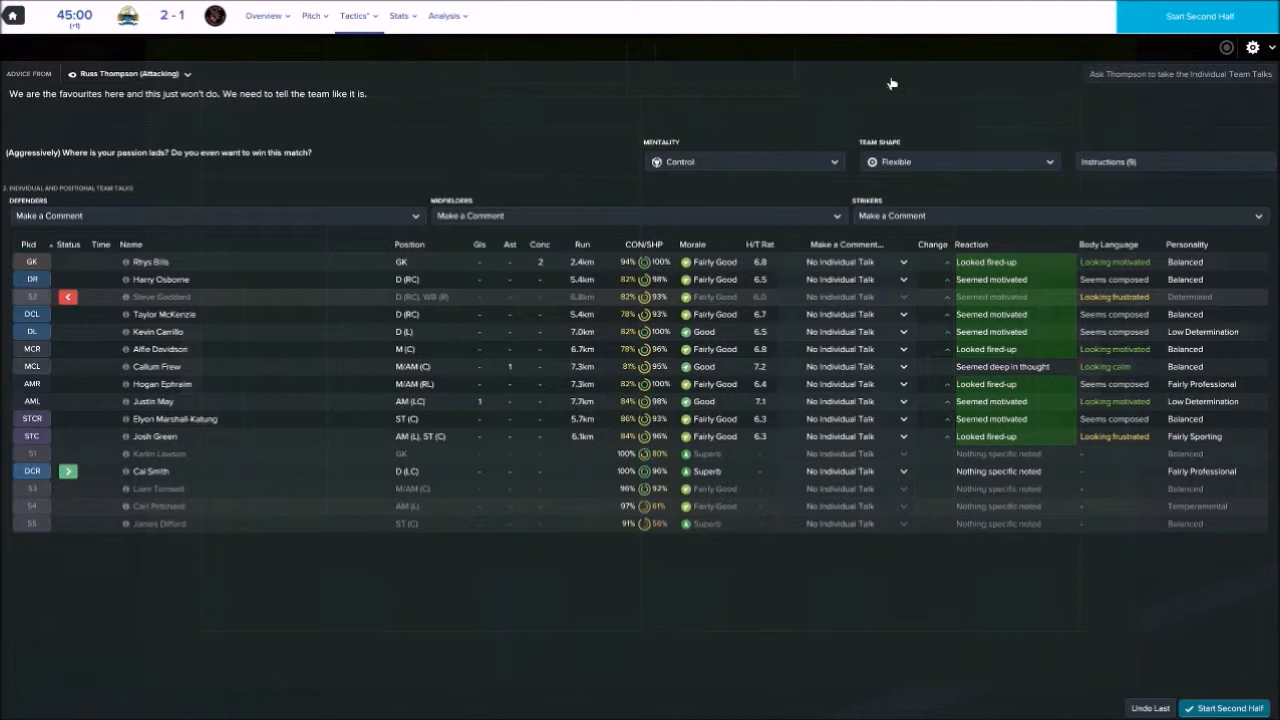 45:00 2 - 1 Overview Pitch Tactics* Stats Analysis Start Second Half
(+1)
ADVICE FROM Russ Thompson (Attacking) Ask Thompson to take the Individual Team Talks
We are the favourites here and this just won't do. We need to tell the team like it is.
MENTALITY TEAM SHAPE
(Aggressively) Where is your passion lads? Do you even want to win this match? Control Flexible Instructions (9)
2. INDIVIDUAL AND POSITIONAL TEAM TALKS
DEFENDERS MIDFIELDERS STRIKERS
Make a Comment Make a Comment Make a Comment
Pkd Status Time Name Position Gls Ast Conc Run CON/SHP Morale H/T Rat Make a Comment... Change Reaction Body Language Personality
GK Rhys Bills GK - - 2 2.4km 94% 100% Fairly Good 6.8 No Individual Talk Looked fired-up Looking motivated Balanced
DR Harry Osborne D (RC) - - - 5.4km 82% 98% Fairly Good 6.5 No Individual Talk Seemed motivated Seems composed Balanced
S2 Steve Goddard D (RC), WB (R) - - - 6.8km 82% 93% Fairly Good 6.0 No Individual Talk Seemed motivated Looking frustrated Determined
DCL Taylor McKenzie D (RC) - - - 5.4km 78% 93% Fairly Good 6.7 No Individual Talk Seemed motivated Seems composed Balanced
DL Kevin Carrillo D (L) - - - 7.0km 82% 100% Good 6.5 No Individual Talk Seemed motivated Seems composed Low Determination
MCR Alfie Davidson M (C) - - - 6.7km 78% 96% Fairly Good 6.8 No Individual Talk Looked fired-up Looking motivated Balanced
MCL Callum Frew M/AM (C) - 1 - 7.3km 81% 95% Good 7.2 No Individual Talk Seemed deep in thought Looking calm Balanced
AMR Hogan Ephraim M/AM (RL) - - - 7.3km 82% 100% Fairly Good 6.4 No Individual Talk Looked fired-up Seems composed Fairly Professional
AML Justin May AM (LC) 1 - - 7.7km 84% 98% Good 7.1 No Individual Talk Seemed motivated Looking motivated Low Determination
STCR Elyon Marshall-Katung ST (C) - - - 5.7km 86% 93% Fairly Good 6.3 No Individual Talk Seemed motivated Seems composed Balanced
STC Josh Green AM (L), ST (C) - - - 6.1km 84% 96% Fairly Good 6.3 No Individual Talk Looked fired-up Looking frustrated Fairly Sporting
S1 Lawson GK - - - 100% 80% Superb - No Individual Talk Nothing specific noted - Balanced
DCR Cal Smith D (LC) - - - 100% 96% Superb - No Individual Talk Nothing specific noted - Fairly Professional
S3 Liam Tomsett M/AM (C) - - - 96% 92% Fairly Good - No Individual Talk Nothing specific noted - Balanced
S4 Carl Pritchard AM (L) - - - 97% 61% Fairly Good - No Individual Talk Nothing specific noted - Temperamental
S5 James Difford ST (C) - - - 91% 56% Superb - No Individual Talk Nothing specific noted - Balanced
Undo Last Start Second Half